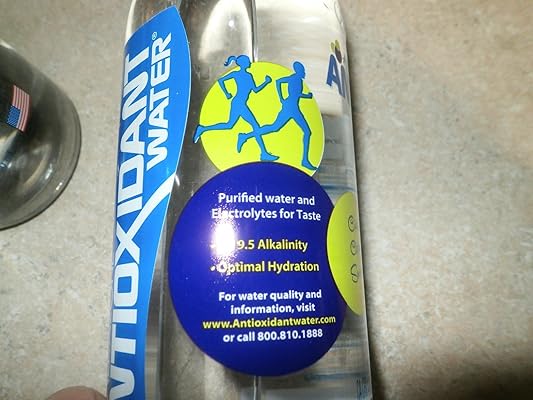 ANTIOXIDANT
WATER®
Purified water and
Electrolytes for Taste
9.5 Alkalinity
•Optimal Hydration
For water quality and
information, visit
www.Antioxidantwater.com
or call 800.810.1888